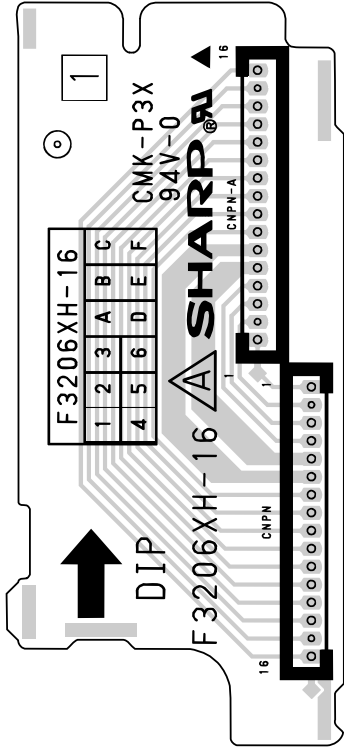 1
CMK-P3X
94V-0
SHARP®
F3206XH-16
1 2 3 A B C
4 5 6 D E F
16
CNPN-A
1
A
F3206XH-16
DIP
1
CNPN
16